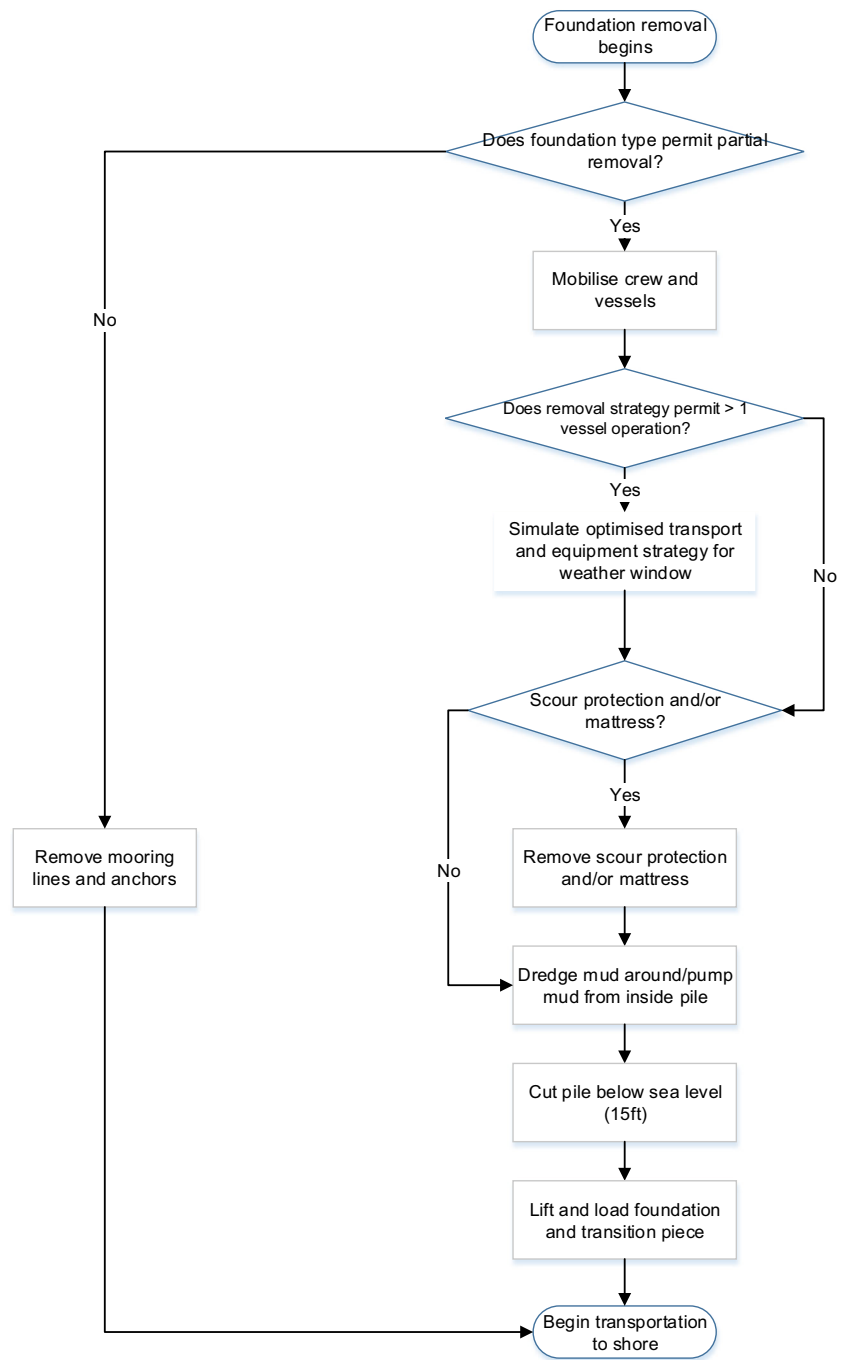 Foundation removal
begins
Does foundation type permit partial
removal?
Yes
Mobilise crew and
vessels
No
Does removal strategy permit > 1
vessel operation?
Yes
Simulate optimised transport
and equipment strategy for
weather window
No
Scour protection and/or
mattress?
Yes
Remove mooring
lines and anchors
No
Remove scour protection
and/or mattress
Dredge mud around/pump
mud from inside pile
Cut pile below sea level
(15ft)
Lift and load foundation
and transition piece
Begin transportation
to shore